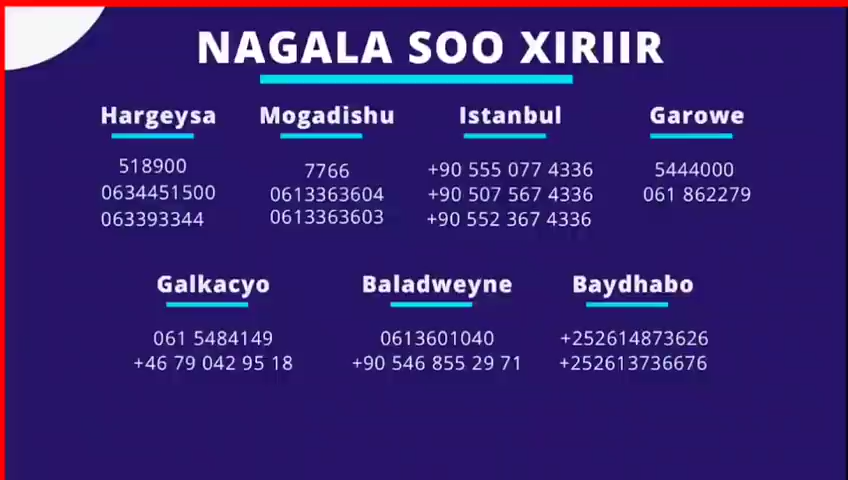 NAGALA SOO XIRIIR
Hargeysa
518900
0634451500
063393344
Mogadishu
7766
0613363604
0613363603
Istanbul
+90 555 077 4336
+90 507 567 4336
+90 552 367 4336
Garowe
5444000
061 862279
Galkacyo
061 5484149
+46 79 042 95 18
Baladweyne
0613601040
+90 546 855 29 71
Baydhabo
+252614873626
+252613736676